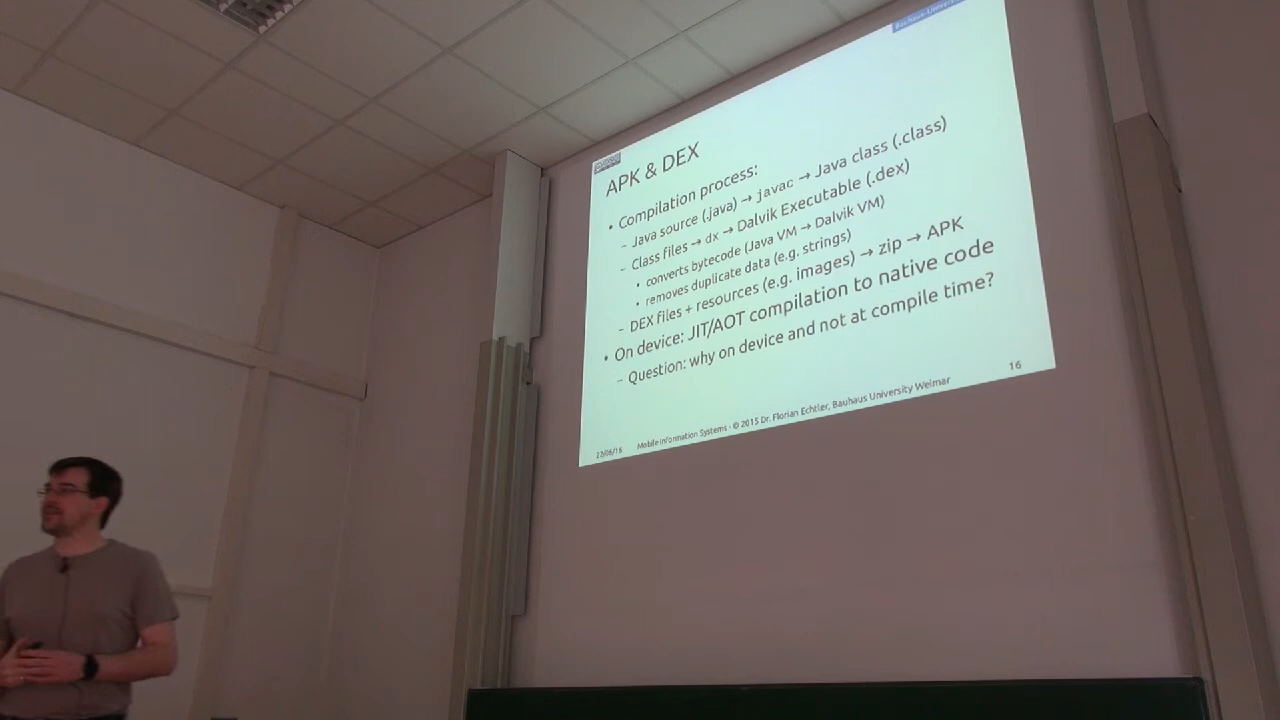 Bauhaus-Univers
APK & DEX
• Compilation process:
– Java source (.java) → javac → Java class (.class)
– Class files → dx → Dalvik Executable (.dex)
• converts bytecode (Java VM → Dalvik VM)
• removes duplicate data (e.g. strings)
– DEX files + resources (e.g. images) → zip → APK
• On device: JIT/AOT compilation to native code
– Question: why on device and not at compile time?
Mobile Information Systems - © 2015 Dr. Florian Echtler, Bauhaus University Weimar
16